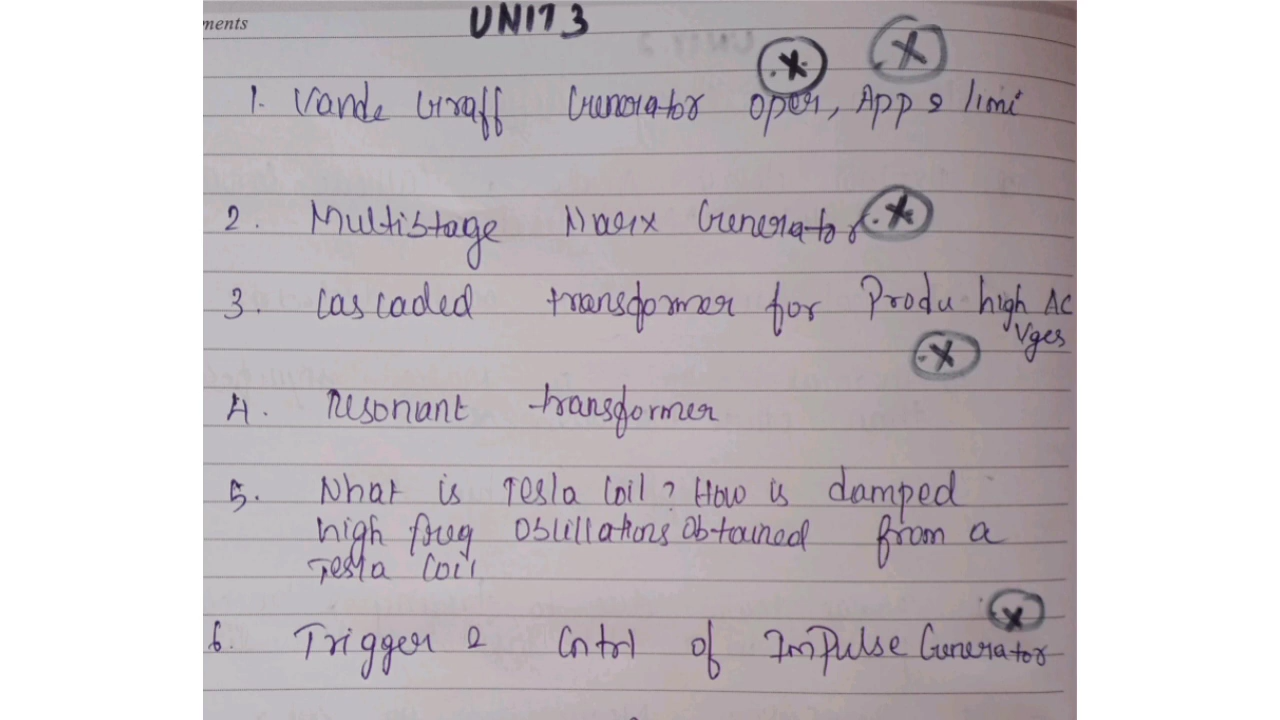 ments
UNIT 3
1. Vande Graff Generator oper, App & limi
2. Multistage Marx Generator
3. Cascaded transformer for Produ high AC
Vges
4. resonant transformer
5. What is Tesla Coil? How is damped
high freq oscillations obtained from a
Tesla Coil
6. Trigger & Cntrl of Impulse Generator